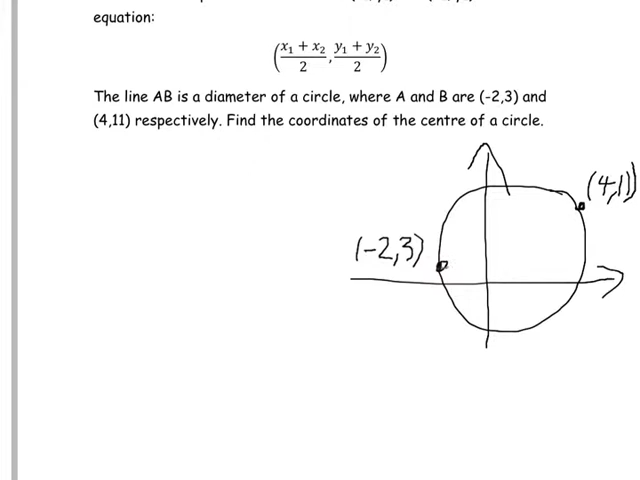 equation:
(x₁ + x₂ / 2, y₁ + y₂ / 2)
The line AB is a diameter of a circle, where A and B are (-2,3) and
(4,11) respectively. Find the coordinates of the centre of a circle.
(4,11)
(-2,3)